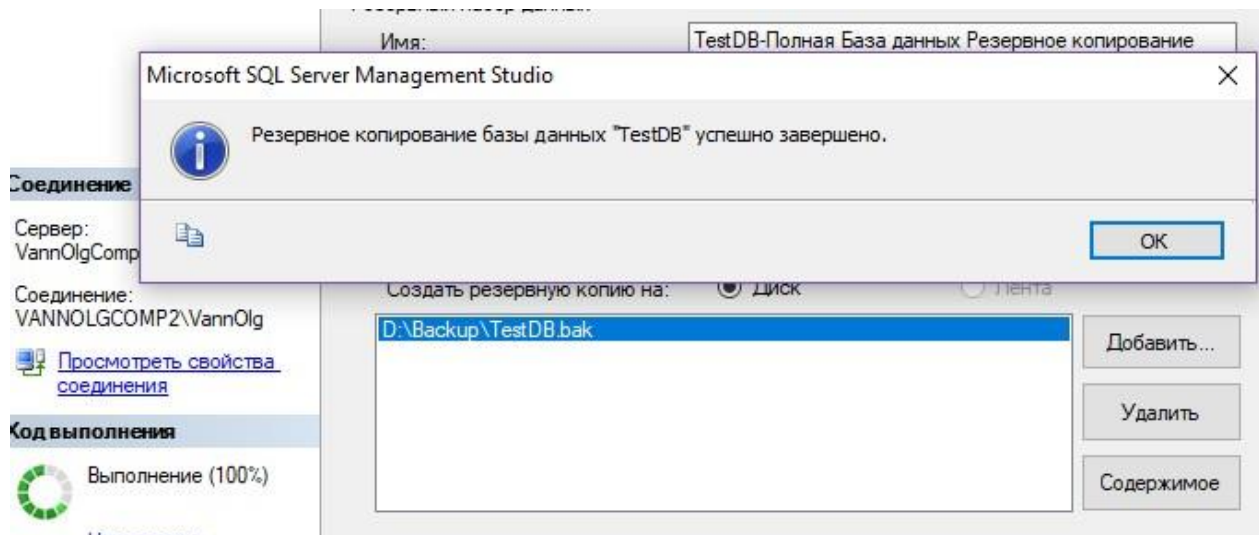 Имя:
TestDB-Полная База данных Резервное копирование
Microsoft SQL Server Management Studio
Резервное копирование базы данных "TestDB" успешно завершено.
OK
Соединение
Сервер:
VannOlgComp
Соединение:
VANNOLGCOMP2\VannOlg
Просмотреть свойства
соединения
Ход выполнения
Выполнение (100%)
Создать резервную копию на:
Диск
Лента
D:\Backup\TestDB.bak
Добавить...
Удалить
Содержимое